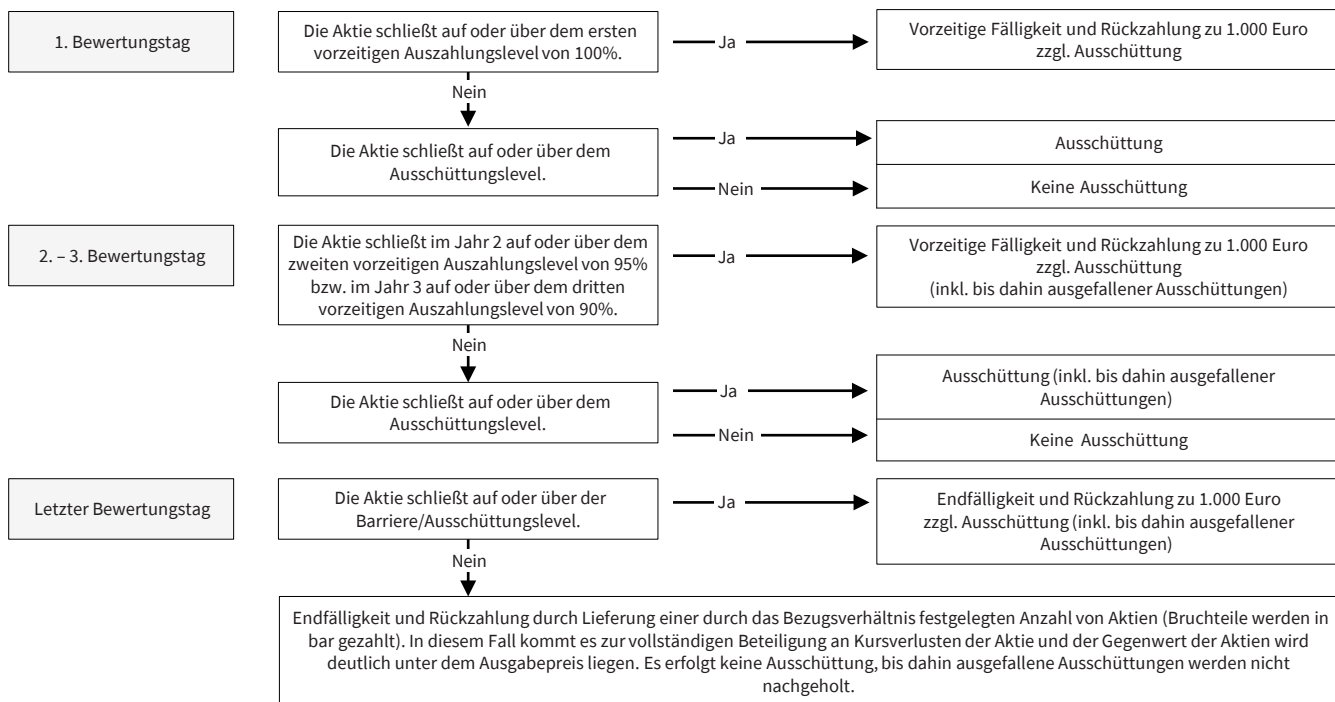 1. Bewertungstag
Die Aktie schließt auf oder über dem ersten
vorzeitigen Auszahlungslevel von 100%.
Ja
Vorzeitige Fälligkeit und Rückzahlung zu 1.000 Euro
zzgl. Ausschüttung
Nein
Die Aktie schließt auf oder über dem
Ausschüttungslevel.
Ja
Ausschüttung
Nein
Keine Ausschüttung
2. – 3. Bewertungstag
Die Aktie schließt im Jahr 2 auf oder über dem
zweiten vorzeitigen Auszahlungslevel von 95%
bzw. im Jahr 3 auf oder über dem dritten
vorzeitigen Auszahlungslevel von 90%.
Ja
Vorzeitige Fälligkeit und Rückzahlung zu 1.000 Euro
zzgl. Ausschüttung
(inkl. bis dahin ausgefallener Ausschüttungen)
Nein
Die Aktie schließt auf oder über dem
Ausschüttungslevel.
Ja
Ausschüttung (inkl. bis dahin ausgefallener
Ausschüttungen)
Nein
Keine Ausschüttung
Letzter Bewertungstag
Die Aktie schließt auf oder über der
Barriere/Ausschüttungslevel.
Ja
Endfälligkeit und Rückzahlung zu 1.000 Euro
zzgl. Ausschüttung (inkl. bis dahin ausgefallener
Ausschüttungen)
Nein
Endfälligkeit und Rückzahlung durch Lieferung einer durch das Bezugsverhältnis festgelegten Anzahl von Aktien (Bruchteile werden in
bar gezahlt). In diesem Fall kommt es zur vollständigen Beteiligung an Kursverlusten der Aktie und der Gegenwert der Aktien wird
deutlich unter dem Ausgabepreis liegen. Es erfolgt keine Ausschüttung, bis dahin ausgefallene Ausschüttungen werden nicht
nachgeholt.